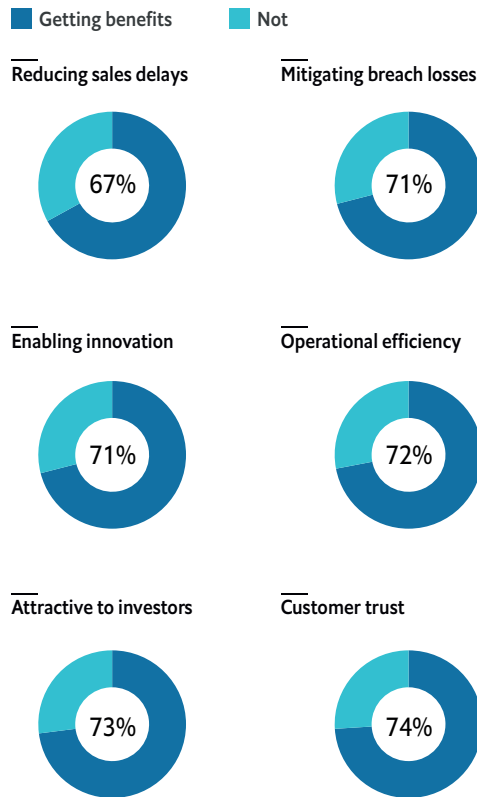 Getting benefits Not
Reducing sales delays Mitigating breach losses
67% 71%
Enabling innovation Operational efficiency
71% 72%
Attractive to investors Customer trust
73% 74%